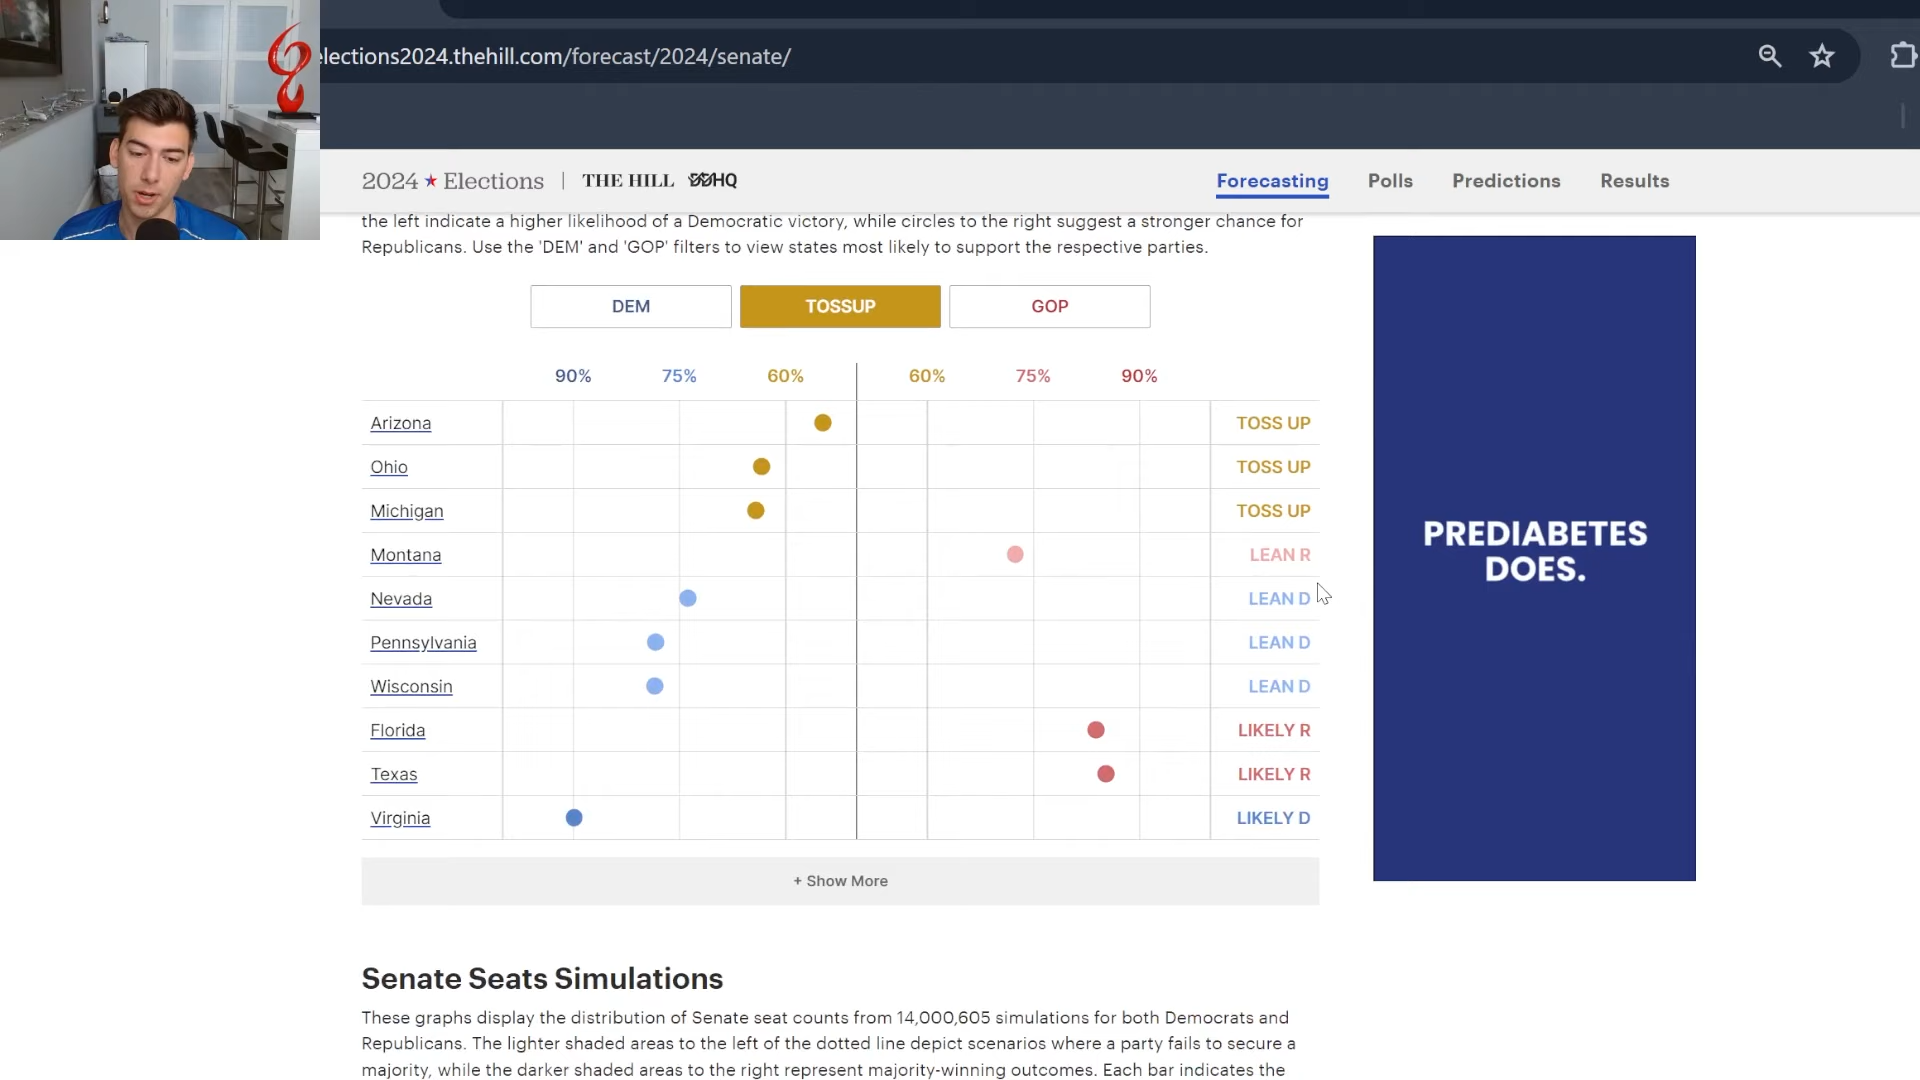 elections2024.thehill.com/forecast/2024/senate/
2024 ★ Elections | THE HILL DDHQ
Forecasting Polls Predictions Results
the left indicate a higher likelihood of a Democratic victory, while circles to the right suggest a stronger chance for
Republicans. Use the 'DEM' and 'GOP' filters to view states most likely to support the respective parties.
DEM TOSSUP GOP
90% 75% 60% 60% 75% 90%
Arizona TOSS UP
Ohio TOSS UP
Michigan TOSS UP
Montana LEAN R
Nevada LEAN D
Pennsylvania LEAN D
Wisconsin LEAN D
Florida LIKELY R
Texas LIKELY R
Virginia LIKELY D
+ Show More
PREDIABETES
DOES.
Senate Seats Simulations
These graphs display the distribution of Senate seat counts from 14,000,605 simulations for both Democrats and
Republicans. The lighter shaded areas to the left of the dotted line depict scenarios where a party fails to secure a
majority, while the darker shaded areas to the right represent majority-winning outcomes. Each bar indicates the